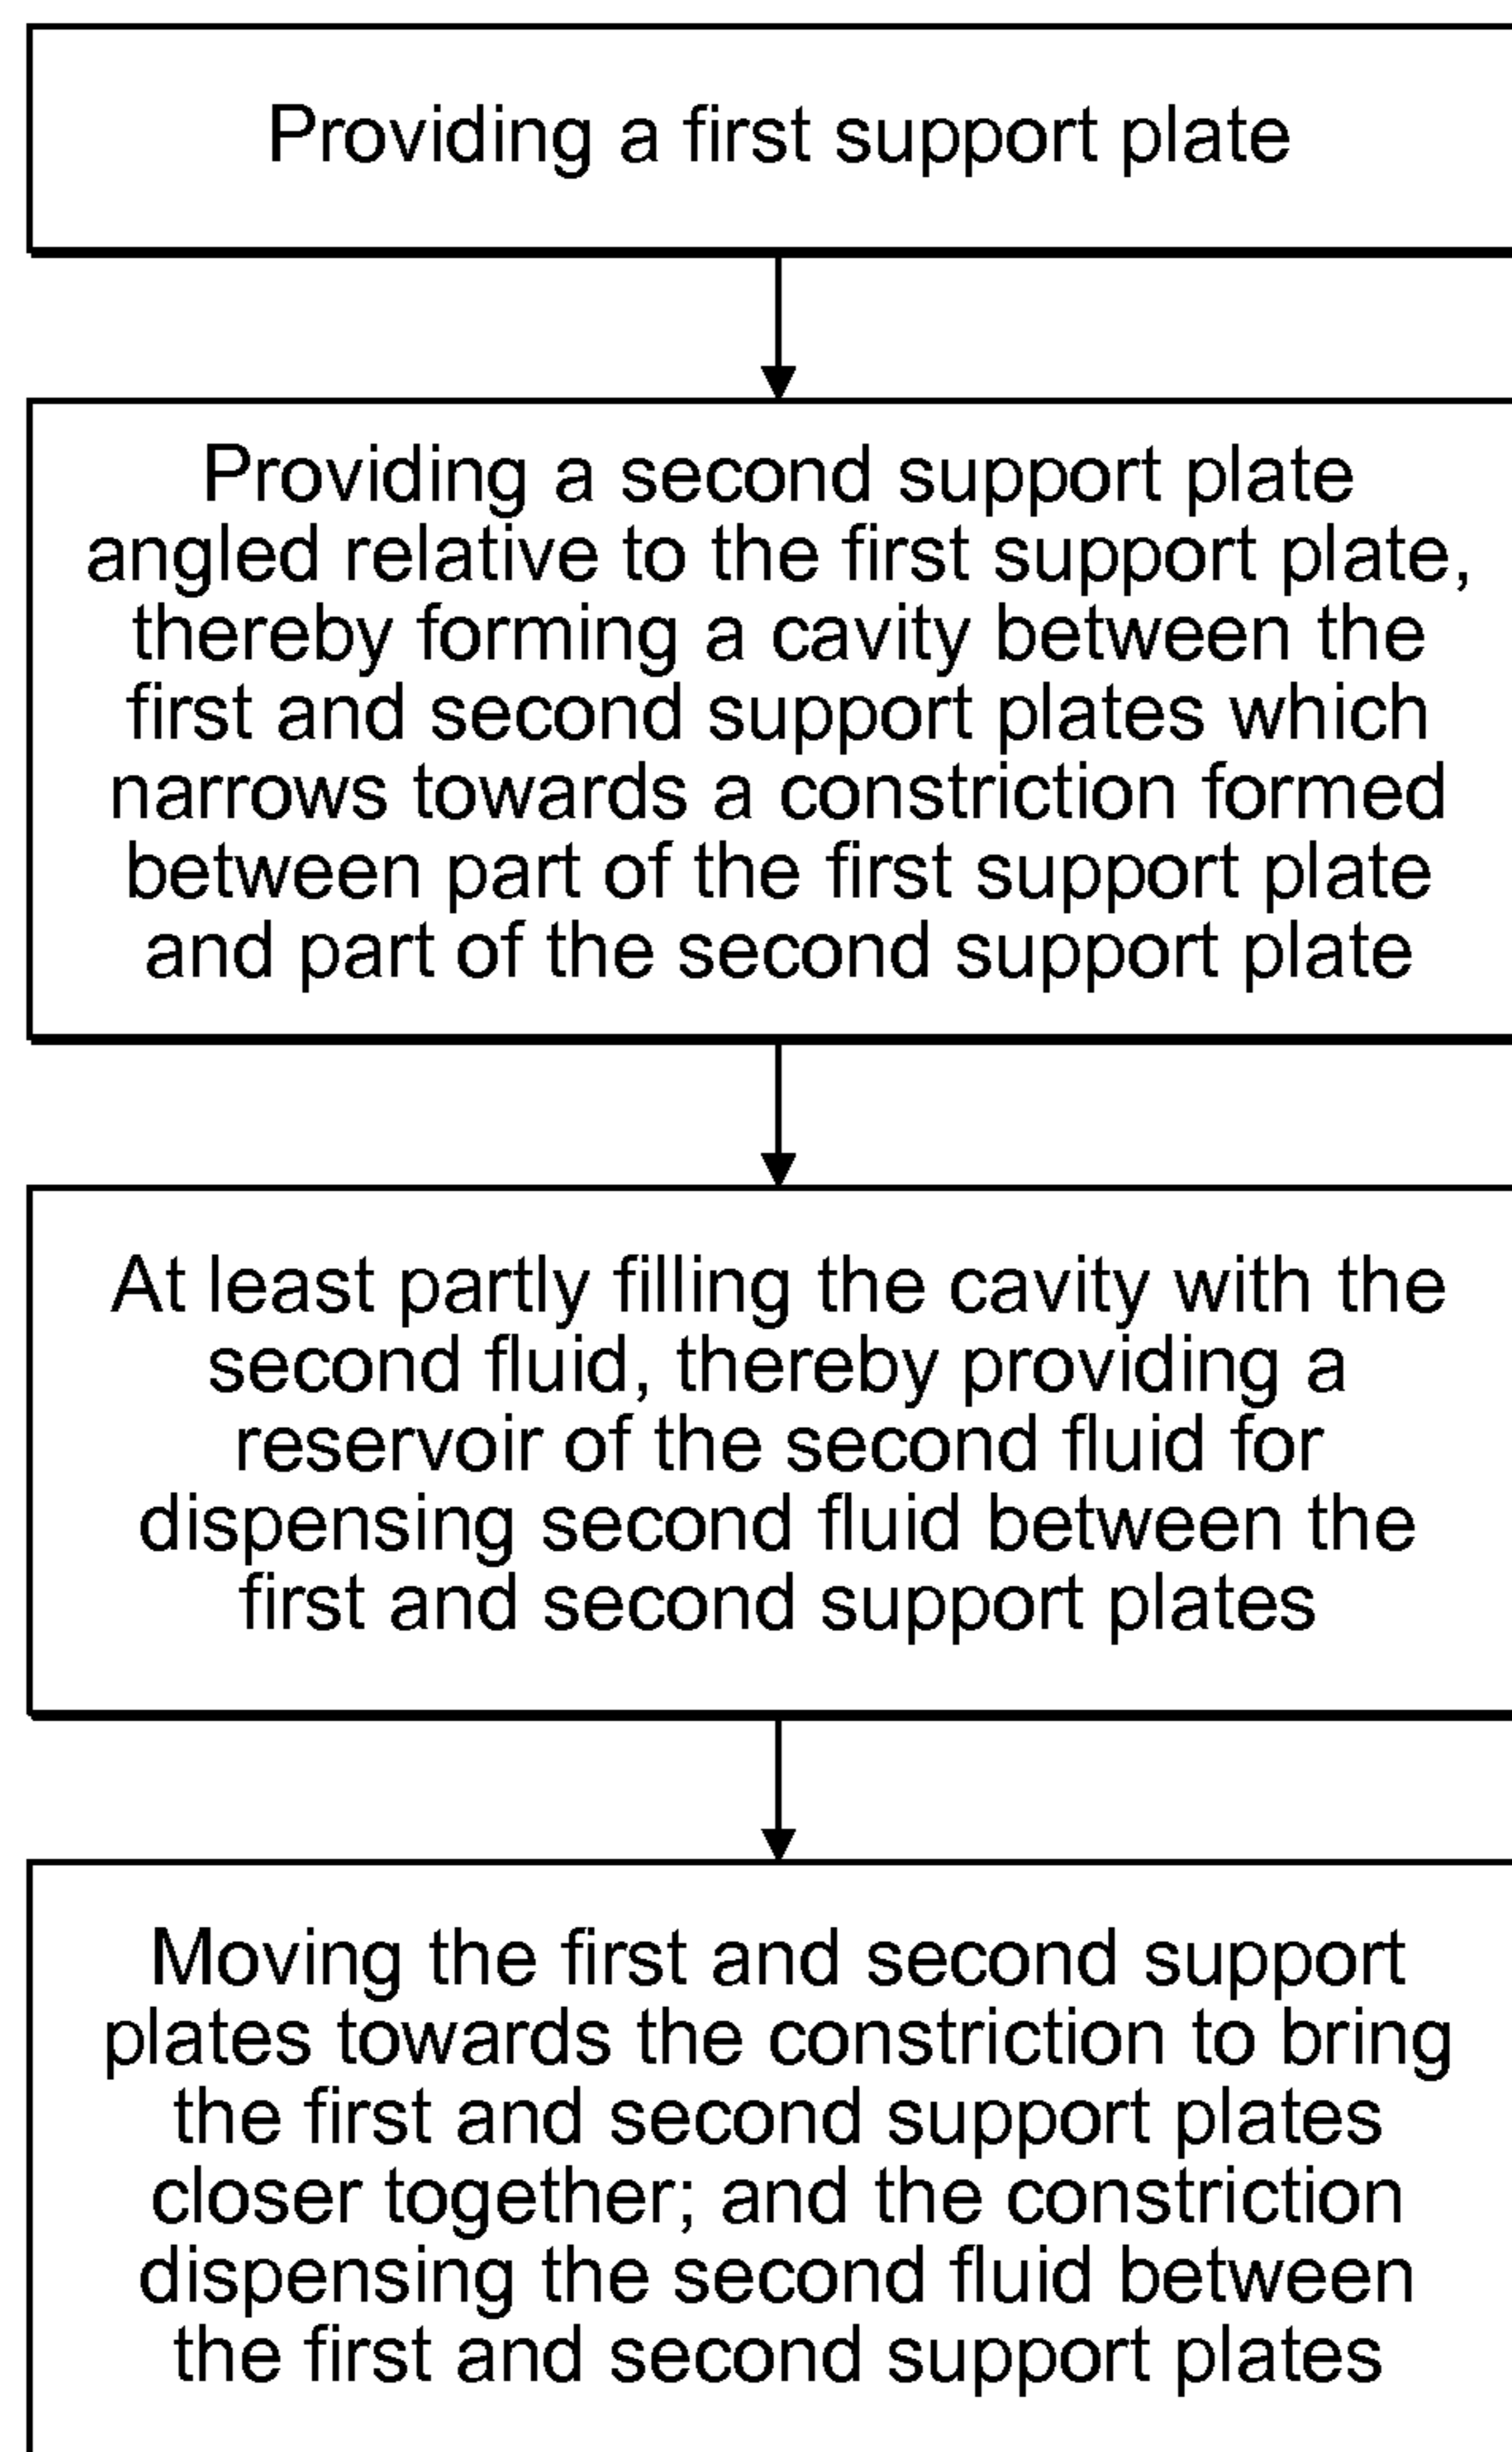 Providing a first support plate
Providing a second support plate
angled relative to the first support plate,
thereby forming a cavity between the
first and second support plates which
narrows towards a constriction formed
between part of the first support plate
and part of the second support plate
At least partly filling the cavity with the
second fluid, thereby providing a
reservoir of the second fluid for
dispensing second fluid between the
first and second support plates
Moving the first and second support
plates towards the constriction to bring
the first and second support plates
closer together; and the constriction
dispensing the second fluid between
the first and second support plates